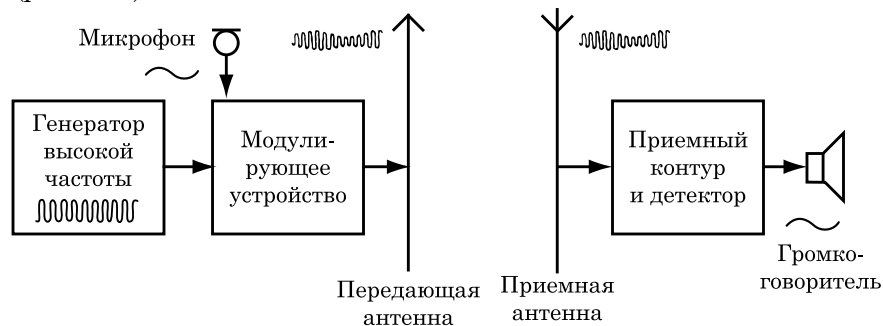 Микрофон
Генератор
высокой
частоты
Модули-
рующее
устройство
Передающая
антенна
Приемная
антенна
Приемный
контур
и детектор
Громко-
говоритель